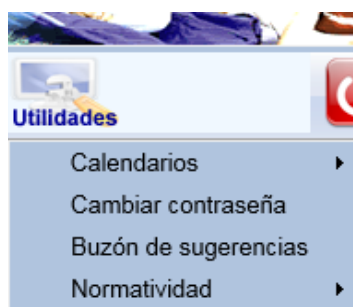 Utilidades
Calendarios
Cambiar contraseña
Buzón de sugerencias
Normatividad